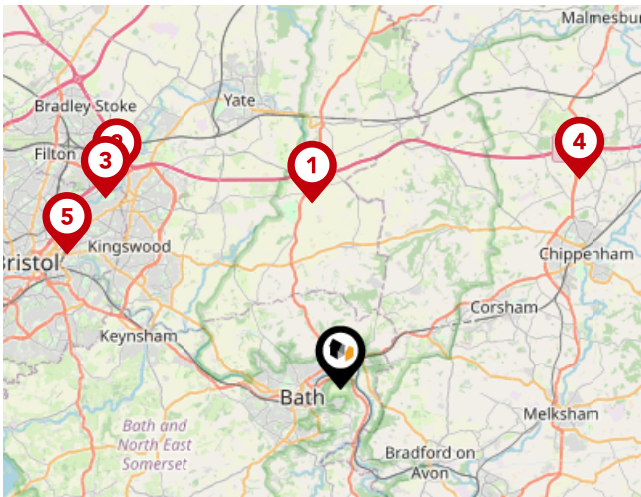 Malmesbur
Bradley Stoke
Yate
Filton
3
1
4
5
Kingswood
Bristol
Chippenham
Corsham
Keynsham
Bath
Melksham
Bath and
North East
Somerset
Bradford on
Avon